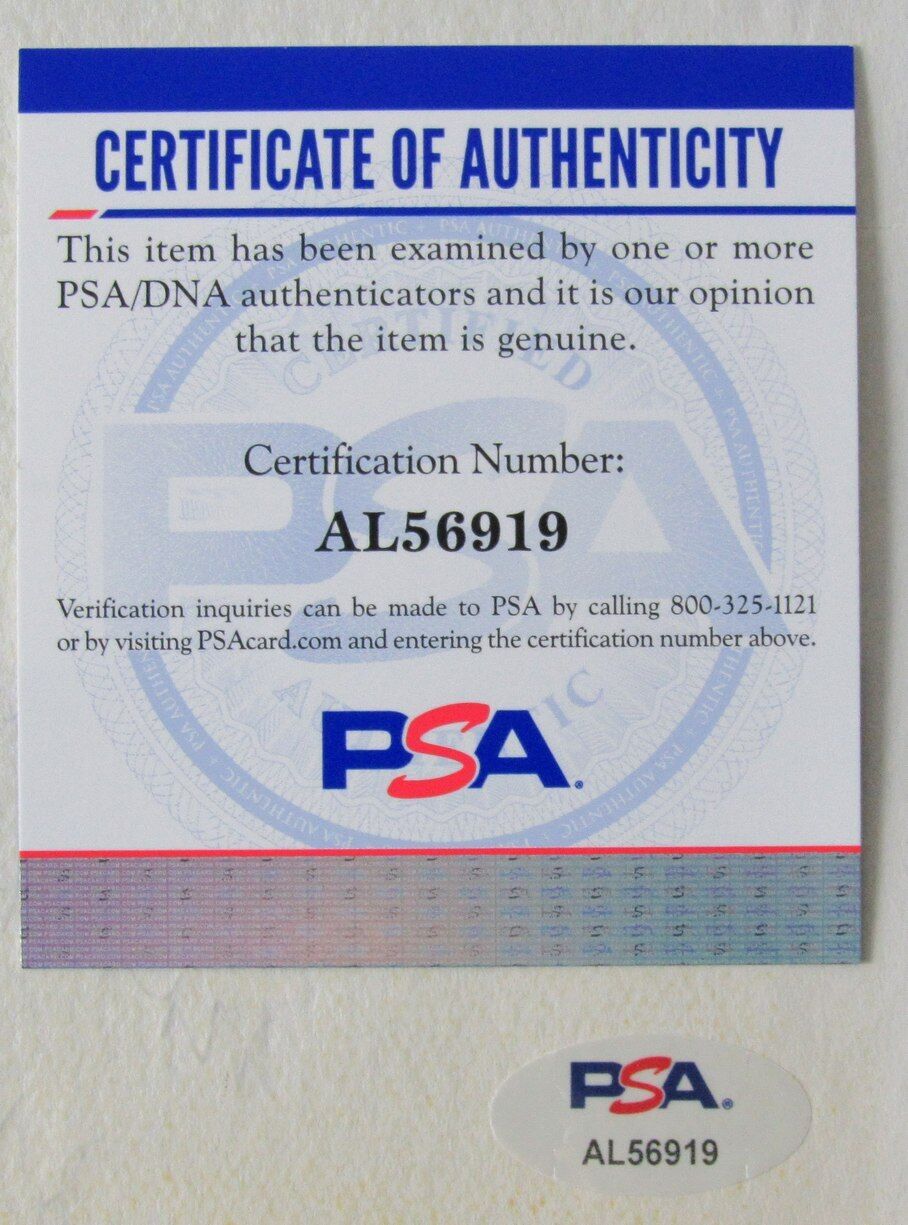 CERTIFICATE OF AUTHENTICITY
This item has been examined by one or more
PSA/DNA authenticators and it is our opinion
that the item is genuine.
Certification Number:
AL56919
Verification inquiries can be made to PSA by calling 800-325-1121
or by visiting PSAcard.com and entering the certification number above.
PSA®
PSA®
AL56919